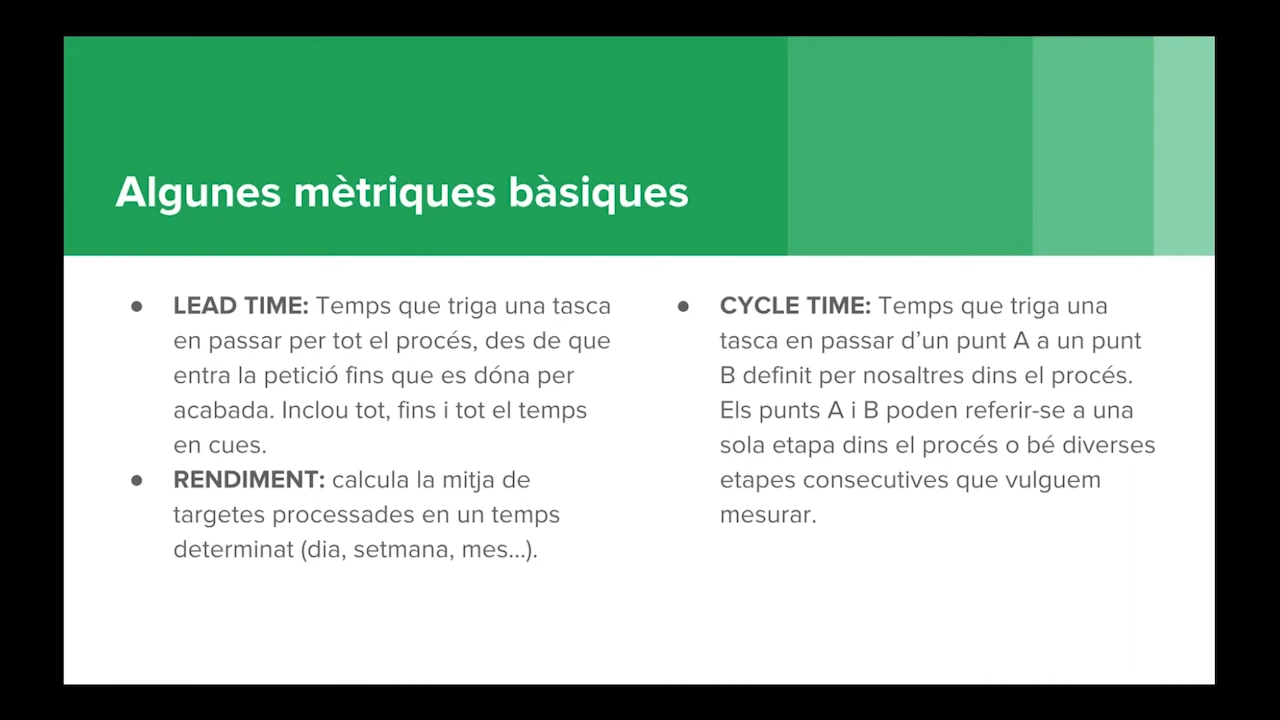 Algunes mètriques bàsiques
● LEAD TIME: Temps que triga una tasca
en passar per tot el procés, des de que
entra la petició fins que es dóna per
acabada. Inclou tot, fins i tot el temps
en cues.
● RENDIMENT: calcula la mitja de
targetes processades en un temps
determinat (dia, setmana, mes...).
● CYCLE TIME: Temps que triga una
tasca en passar d’un punt A a un punt
B definit per nosaltres dins el procés.
Els punts A i B poden referir-se a una
sola etapa dins el procés o bé diverses
etapes consecutives que vulguem
mesurar.